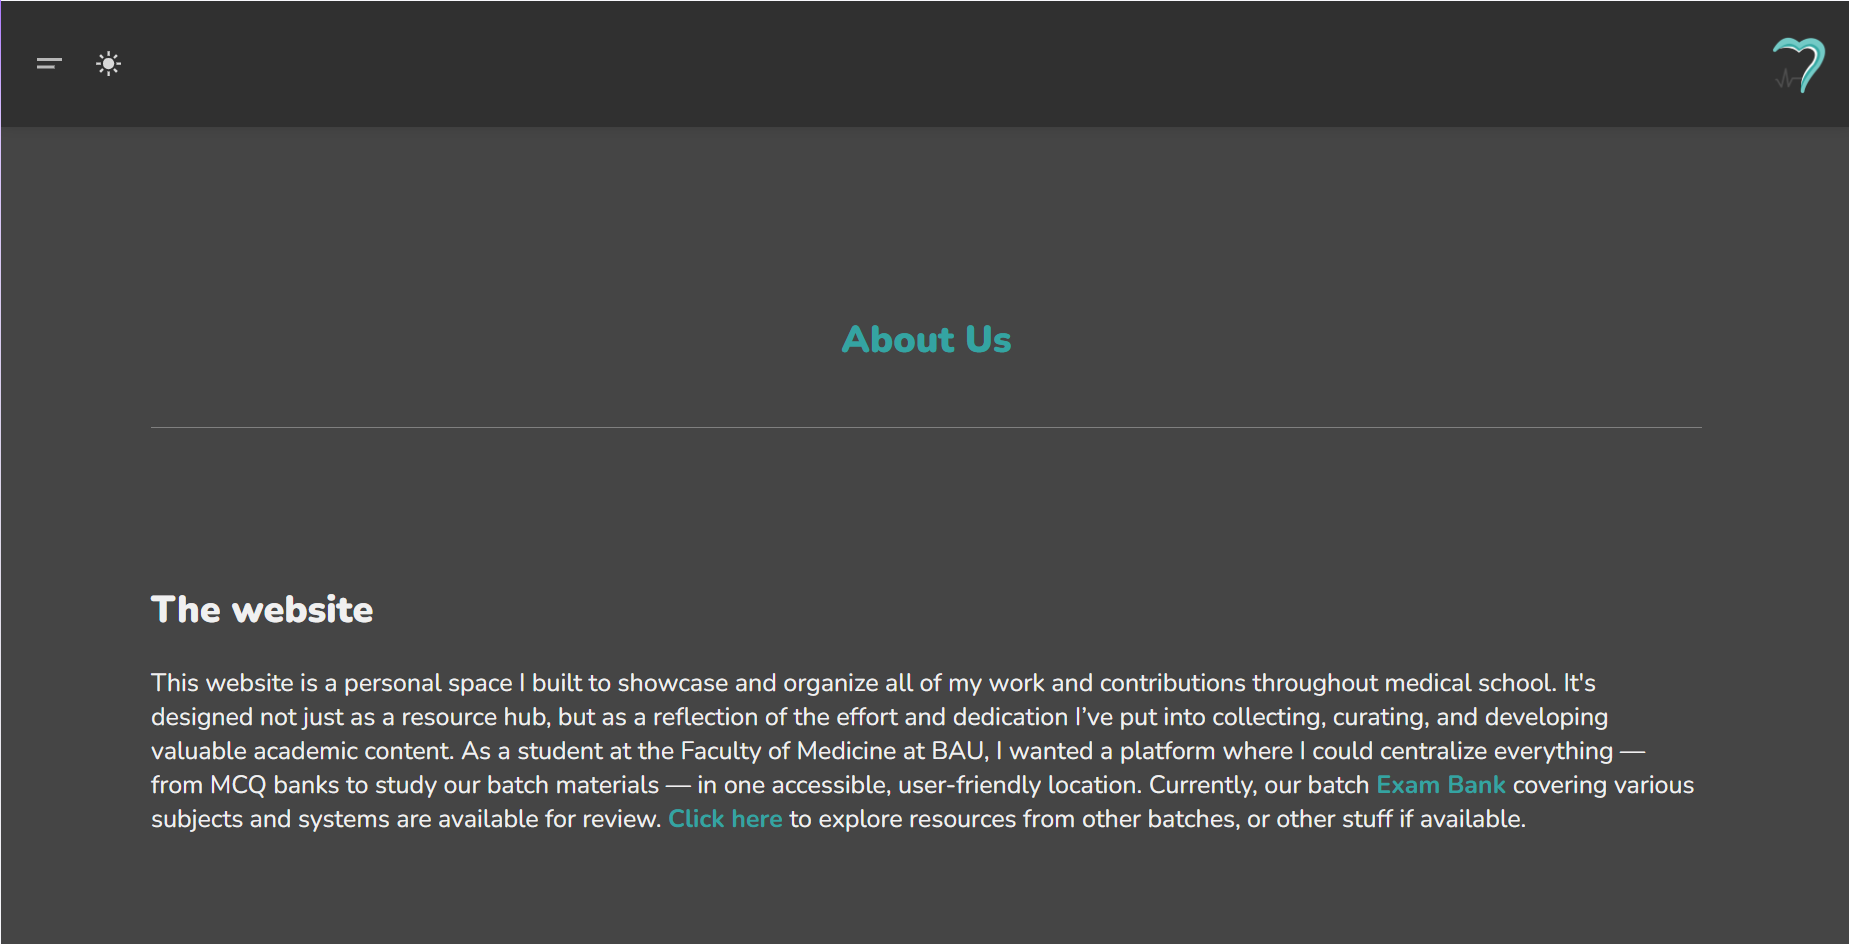 About Us
The website
This website is a personal space I built to showcase and organize all of my work and contributions throughout medical school. It's
designed not just as a resource hub, but as a reflection of the effort and dedication I’ve put into collecting, curating, and developing
valuable academic content. As a student at the Faculty of Medicine at BAU, I wanted a platform where I could centralize everything —
from MCQ banks to study our batch materials — in one accessible, user-friendly location. Currently, our batch Exam Bank covering various
subjects and systems are available for review. Click here to explore resources from other batches, or other stuff if available.